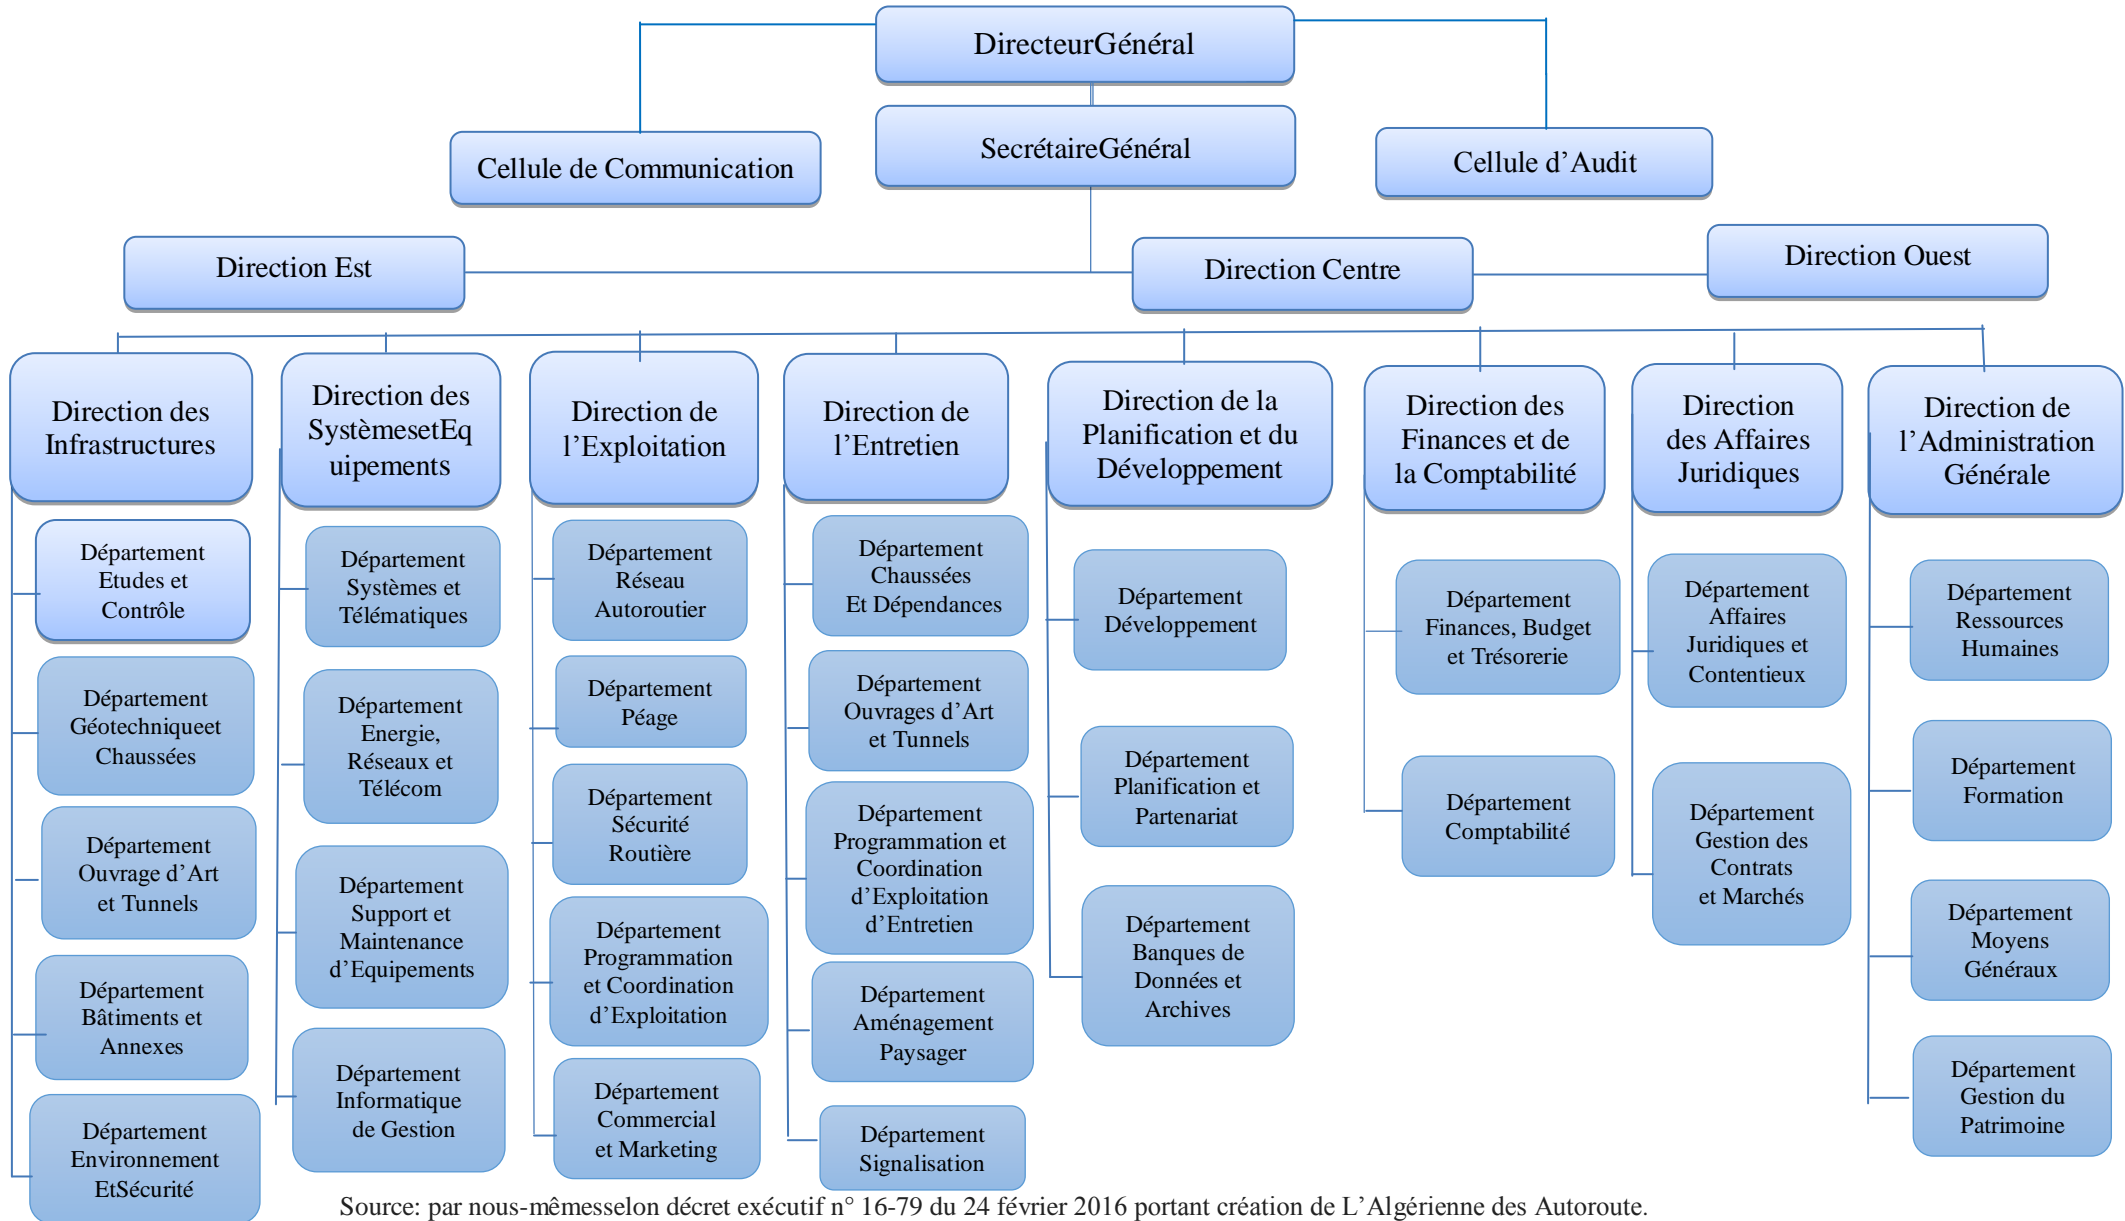 DirecteurGénéral
SecrétaireGénéral
Cellule de Communication
Cellule d'Audit
Direction Est
Direction Centre
Direction Ouest
Direction des
Infrastructures
Département
Etudes et
Contrôle
Département
Géotechniqueet
Chaussées
Département
Ouvrage d'Art
et Tunnels
Département
Bâtiments et
Annexes
Département
Environnement
EtSécurité
Direction des
SystèmesetEq
uipements
Département
Systèmes et
Télématiques
Département
Energie,
Réseaux et
Télécom
Département
Support et
Maintenance
d'Equipements
Département
Informatique
de Gestion
Direction de
l'Exploitation
Département
Réseau
Autoroutier
Département
Péage
Département
Sécurité
Routière
Département
Programmation
et Coordination
d'Exploitation
Département
Commercial
et Marketing
Direction de
l'Entretien
Département
Chaussées
Et Dépendances
Département
Ouvrages d'Art
et Tunnels
Département
Programmation et
Coordination
d'Exploitation
d'Entretien
Département
Aménagement
Paysager
Département
Signalisation
Direction de la
Planification et du
Développement
Département
Développement
Département
Planification et
Partenariat
Département
Banques de
Données et
Archives
Direction des
Finances et de
la Comptabilité
Département
Finances, Budget
et Trésorerie
Département
Comptabilité
Direction
des Affaires
Juridiques
Département
Affaires
Juridiques et
Contentieux
Département
Gestion des
Contrats
et Marchés
Direction de
l'Administration
Générale
Département
Ressources
Humaines
Département
Formation
Département
Moyens
Généraux
Département
Gestion du
Patrimoine
Source: par nous-mêmesselon décret exécutif n° 16-79 du 24 février 2016 portant création de L'Algérienne des Autoroute.